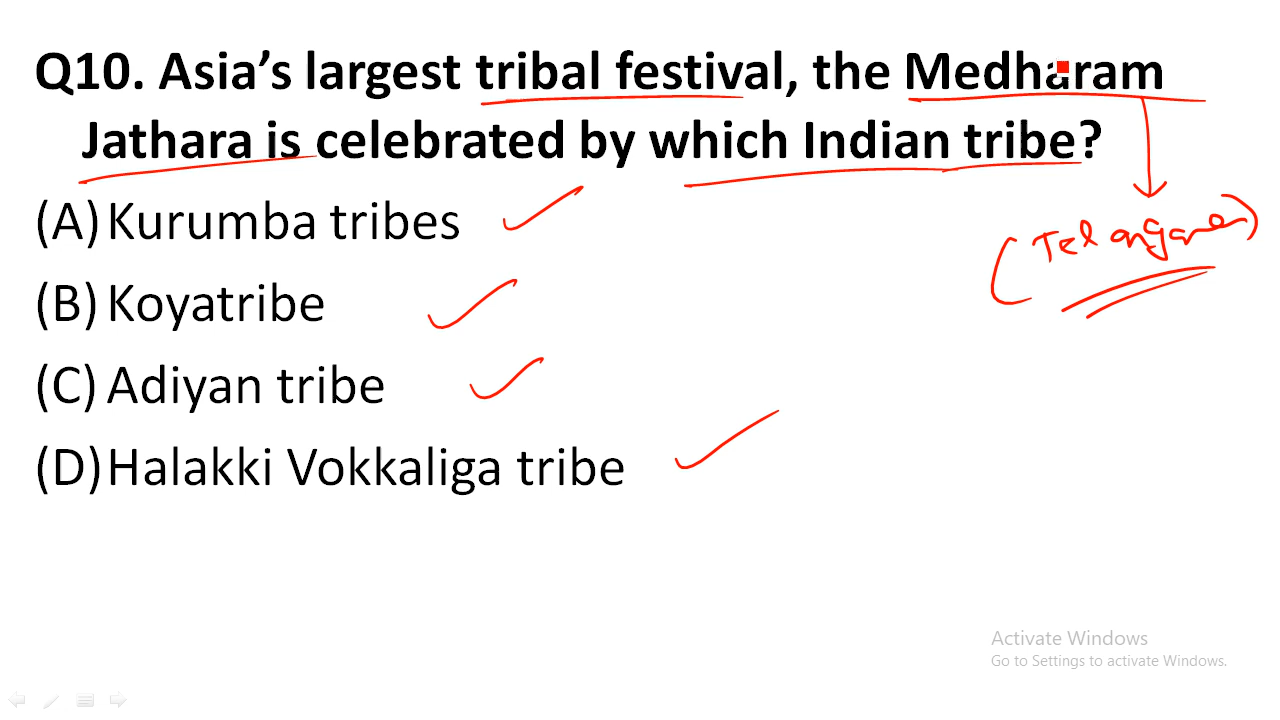 Q10. Asia’s largest tribal festival, the Medharam
Jathara is celebrated by which Indian tribe?
(Telangana)
(A) Kurumba tribes
(B) Koyatribe
(C) Adiyan tribe
(D) Halakki Vokkaliga tribe
Activate Windows
Go to Settings to activate Windows.